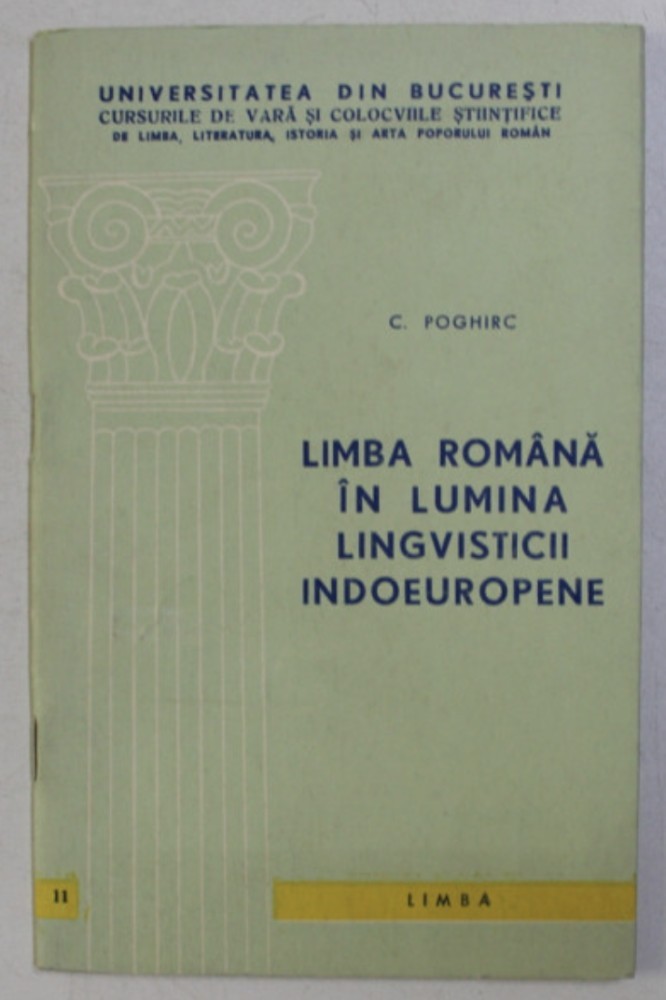 UNIVERSITATEA DIN BUCUREŞTI
CURSURILE DE VARĂ ŞI COLOCVIILE ŞTIINŢIFICE
DE LIMBA, LITERATURA, ISTORIA ŞI ARTA POPORULUI ROMÂN
C. POGHIRC
LIMBA ROMÂNĂ
ÎN LUMINA
LINGVISTICII
INDOEUROPENE
11
LIMBA